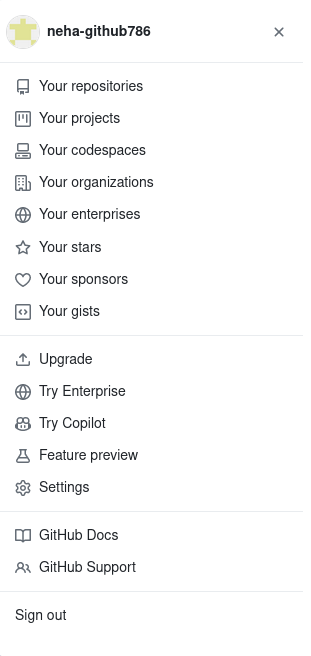 neha-github786
Your repositories
Your projects
Your codespaces
Your organizations
Your enterprises
Your stars
Your sponsors
Your gists
Upgrade
Try Enterprise
Try Copilot
Feature preview
Settings
GitHub Docs
GitHub Support
Sign out